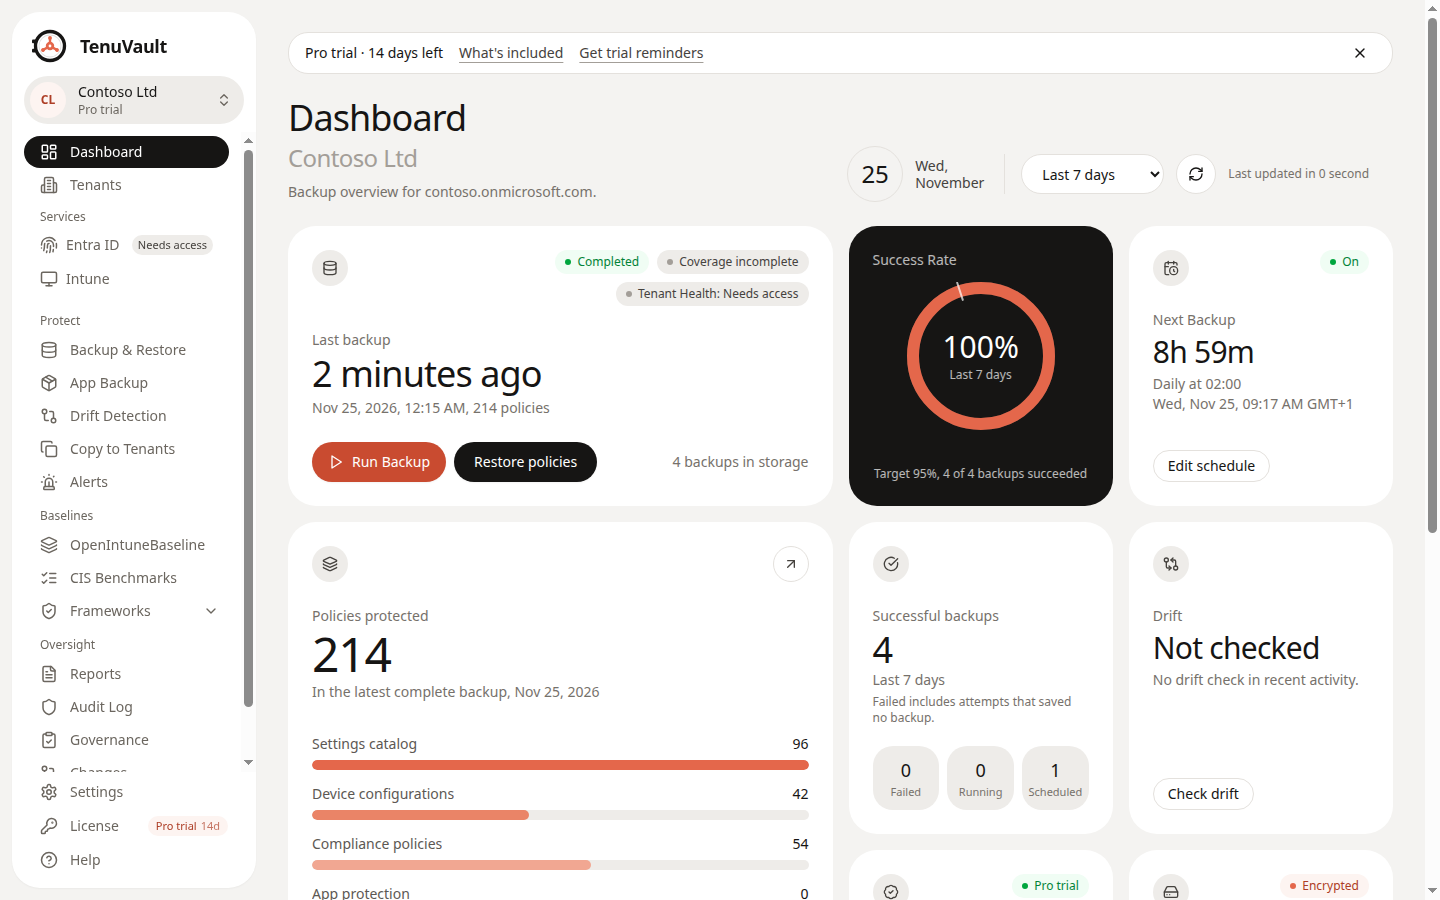 TenuVault
CL
Contoso Ltd
Pro trial
Dashboard
Tenants
Services
Entra ID Needs access
Intune
Protect
Backup & Restore
App Backup
Drift Detection
Copy to Tenants
Alerts
Baselines
OpenIntuneBaseline
CIS Benchmarks
Frameworks
Oversight
Reports
Audit Log
Governance
Changes
Settings
License Pro trial 14d
Help
Pro trial · 14 days left What's included Get trial reminders
Dashboard
Contoso Ltd
Backup overview for contoso.onmicrosoft.com.
25 Wed, November
Last 7 days
Last updated in 0 second
Completed Coverage incomplete
Tenant Health: Needs access
Last backup
2 minutes ago
Nov 25, 2026, 12:15 AM, 214 policies
Run Backup Restore policies 4 backups in storage
Success Rate
100%
Last 7 days
Target 95%, 4 of 4 backups succeeded
On
Next Backup
8h 59m
Daily at 02:00
Wed, Nov 25, 09:17 AM GMT+1
Edit schedule
Policies protected
214
In the latest complete backup, Nov 25, 2026
Settings catalog 96
Device configurations 42
Compliance policies 54
App protection 0
Successful backups
4
Last 7 days
Failed includes attempts that saved
no backup.
0 Failed
0 Running
1 Scheduled
Drift
Not checked
No drift check in recent activity.
Check drift
Pro trial
Encrypted